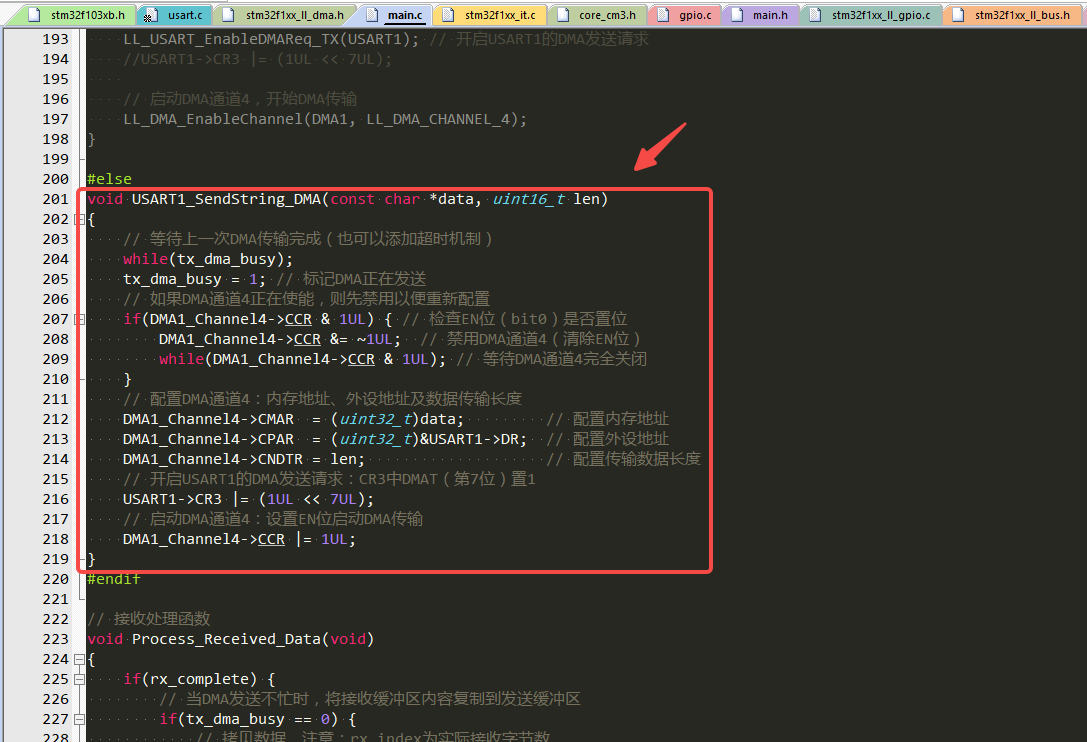 stm32f103xb.h usart.c stm32f1xx_ll_dma.h main.c stm32f1xx_it.c core_cm3.h gpio.c main.h stm32f1xx_ll_gpio.c stm32f1xx_ll_bus.h
193 LL_USART_EnableDMAReq_TX(USART1); // 开启USART1的DMA发送请求
194 //USART1->CR3 |= (1UL << 7UL);
195
196 // 启动DMA通道4，开始DMA传输
197 LL_DMA_EnableChannel(DMA1, LL_DMA_CHANNEL_4);
198 }
199
200 #else
201 void USART1_SendString_DMA(const char *data, uint16_t len)
202 {
203 // 等待上一次DMA传输完成（也可以添加超时机制）
204 while(tx_dma_busy);
205 tx_dma_busy = 1; // 标记DMA正在发送
206 // 如果DMA通道4正在使能，则先禁用以便重新配置
207 if(DMA1_Channel4->CCR & 1UL) { // 检查EN位（bit0）是否置位
208 DMA1_Channel4->CCR &= ~1UL; // 禁用DMA通道4（清除EN位）
209 while(DMA1_Channel4->CCR & 1UL); // 等待DMA通道4完全关闭
210 }
211 // 配置DMA通道4：内存地址、外设地址及数据传输长度
212 DMA1_Channel4->CMAR = (uint32_t)data; // 配置内存地址
213 DMA1_Channel4->CPAR = (uint32_t)&USART1->DR; // 配置外设地址
214 DMA1_Channel4->CNDTR = len; // 配置传输数据长度
215 // 开启USART1的DMA发送请求：CR3中DMAT（第7位）置1
216 USART1->CR3 |= (1UL << 7UL);
217 // 启动DMA通道4：设置EN位启动DMA传输
218 DMA1_Channel4->CCR |= 1UL;
219 }
220 #endif
221
222 // 接收处理函数
223 void Process_Received_Data(void)
224 {
225 if(rx_complete) {
226 // 当DMA发送不忙时，将接收缓冲区内容复制到发送缓冲区
227 if(tx_dma_busy == 0) {
228 // 拷贝数据，注意：rx_index为实际接收字节数